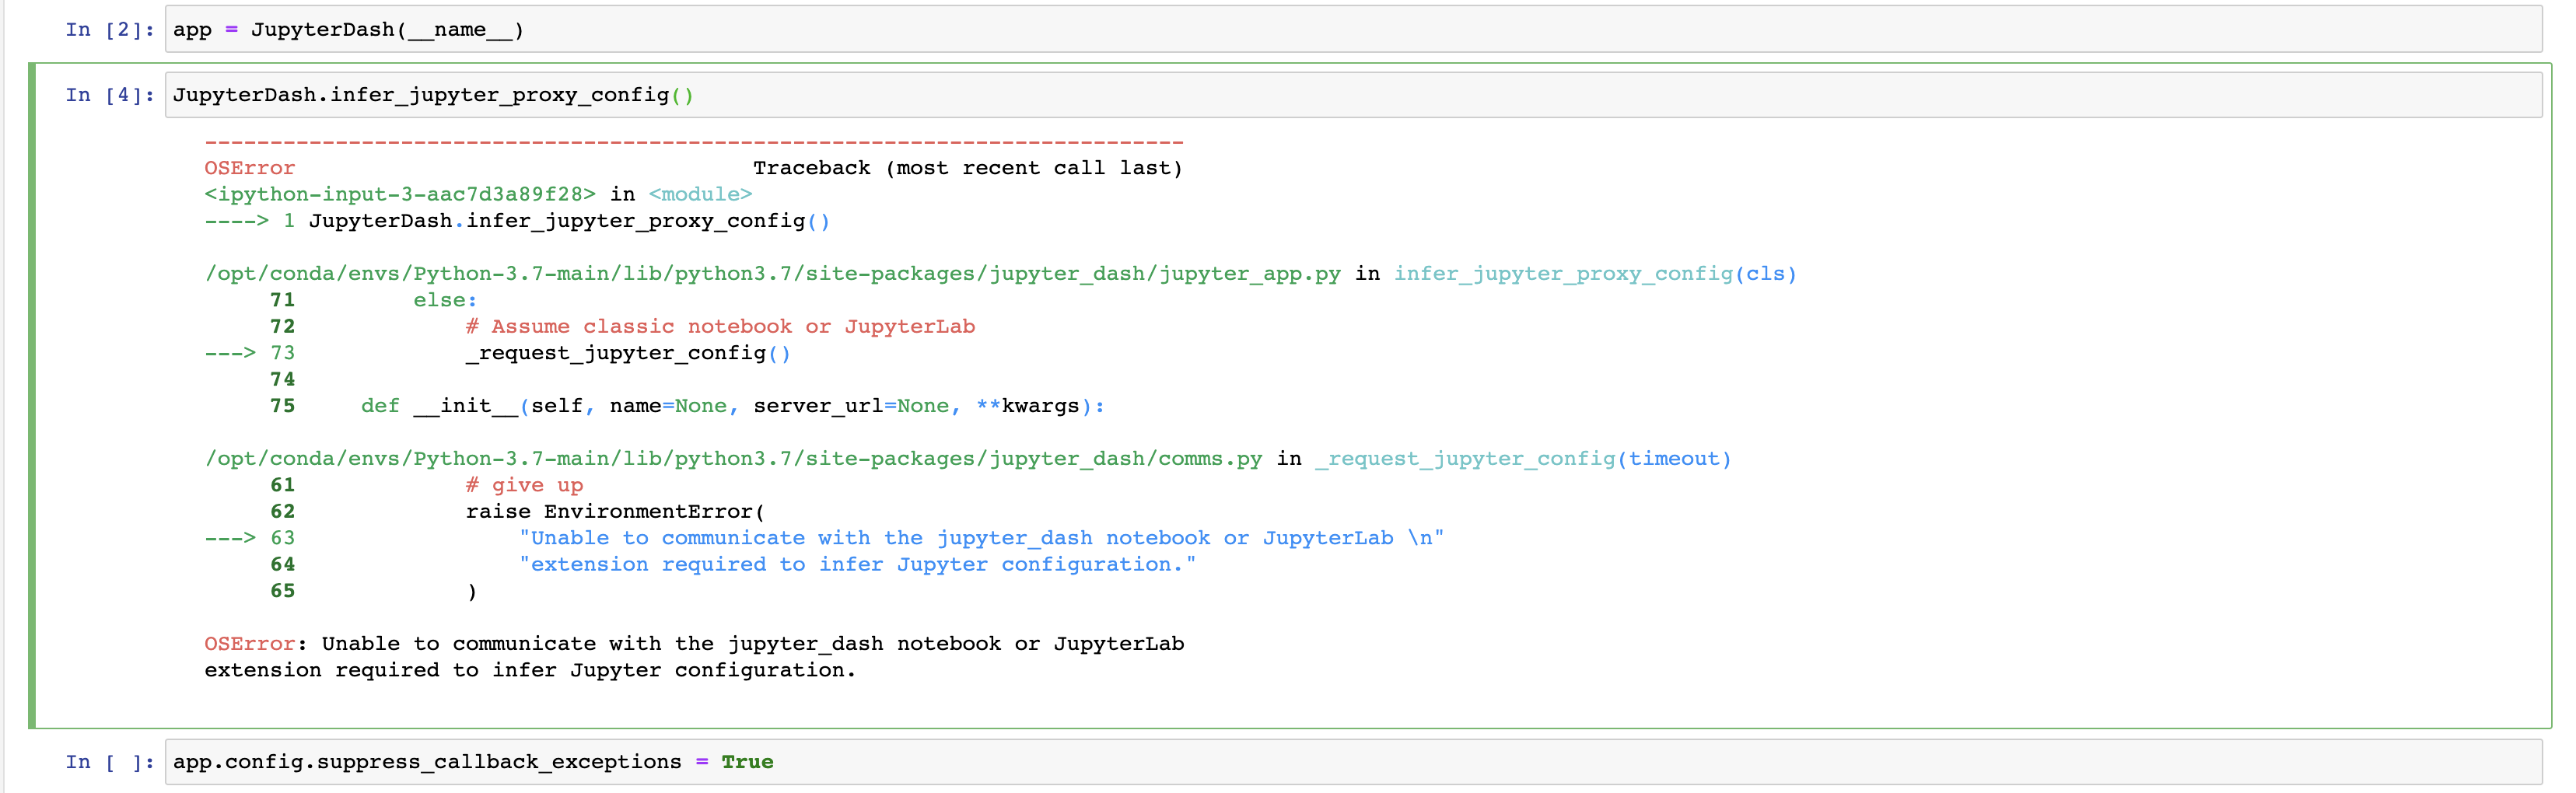 In [2]: app = JupyterDash(__name__)
In [4]: JupyterDash.infer_jupyter_proxy_config()
---------------------------------------------------------------------------
OSError                                   Traceback (most recent call last)
<ipython-input-3-aac7d3a89f28> in <module>
----> 1 JupyterDash.infer_jupyter_proxy_config()
/opt/conda/envs/Python-3.7-main/lib/python3.7/site-packages/jupyter_dash/jupyter_app.py in infer_jupyter_proxy_config(cls)
     71         else:
     72             # Assume classic notebook or JupyterLab
---> 73             _request_jupyter_config()
     74
     75     def __init__(self, name=None, server_url=None, **kwargs):
/opt/conda/envs/Python-3.7-main/lib/python3.7/site-packages/jupyter_dash/comms.py in _request_jupyter_config(timeout)
     61             # give up
     62             raise EnvironmentError(
---> 63                 "Unable to communicate with the jupyter_dash notebook or JupyterLab \n"
     64                 "extension required to infer Jupyter configuration."
     65             )
OSError: Unable to communicate with the jupyter_dash notebook or JupyterLab
extension required to infer Jupyter configuration.
In [ ]: app.config.suppress_callback_exceptions = True